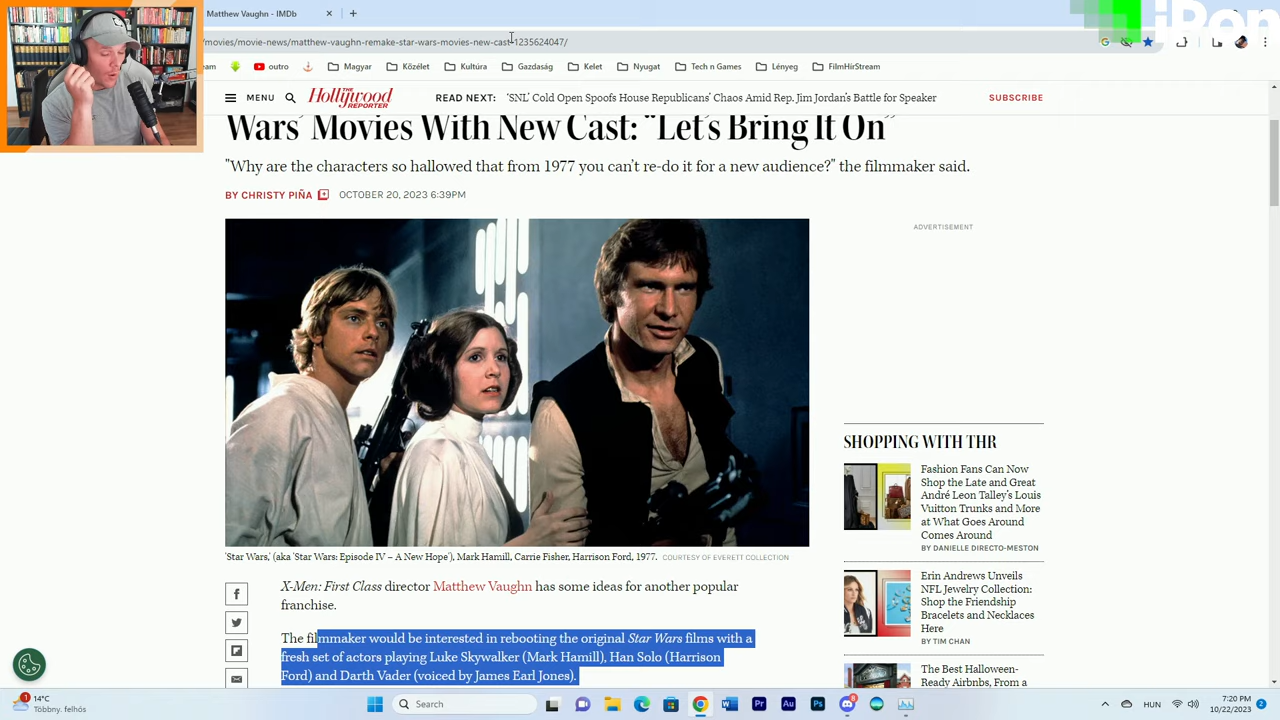 Matthew Vaughn - IMDb
/movies/movie-news/matthew-vaughn-remake-star-wars-movies-new-cast-1235624047/
eam
outro
Magyar
Közélet
Kultúra
Gazdaság
Kelet
Nyugat
Tech n Games
Lényeg
FilmHírStream
MENU
THE Hollywood REPORTER
READ NEXT: 'SNL' Cold Open Spoofs House Republicans' Chaos Amid Rep. Jim Jordan's Battle for Speaker
SUBSCRIBE
Wars' Movies With New Cast: “Let's Bring It On”
"Why are the characters so hallowed that from 1977 you can't re-do it for a new audience?" the filmmaker said.
BY CHRISTY PIÑA OCTOBER 20, 2023 6:39PM
ADVERTISEMENT
'Star Wars,' (aka 'Star Wars: Episode IV – A New Hope'), Mark Hamill, Carrie Fisher, Harrison Ford, 1977. COURTESY OF EVERETT COLLECTION
X-Men: First Class director Matthew Vaughn has some ideas for another popular
franchise.
The filmmaker would be interested in rebooting the original Star Wars films with a
fresh set of actors playing Luke Skywalker (Mark Hamill), Han Solo (Harrison
Ford) and Darth Vader (voiced by James Earl Jones).
SHOPPING WITH THR
Fashion Fans Can Now
Shop the Late and Great
André Leon Talley's Louis
Vuitton Trunks and More
at What Goes Around
Comes Around
BY DANIELLE DIRECTO-MESTON
Erin Andrews Unveils
NFL Jewelry Collection:
Shop the Friendship
Bracelets and Necklaces
Here
BY TIM CHAN
The Best Halloween-
Ready Airbnbs, From a
1
14°C
Többny. felhős
Search
W
Pr
Au
Ps
8
HUN
7:20 PM
10/22/2023
2